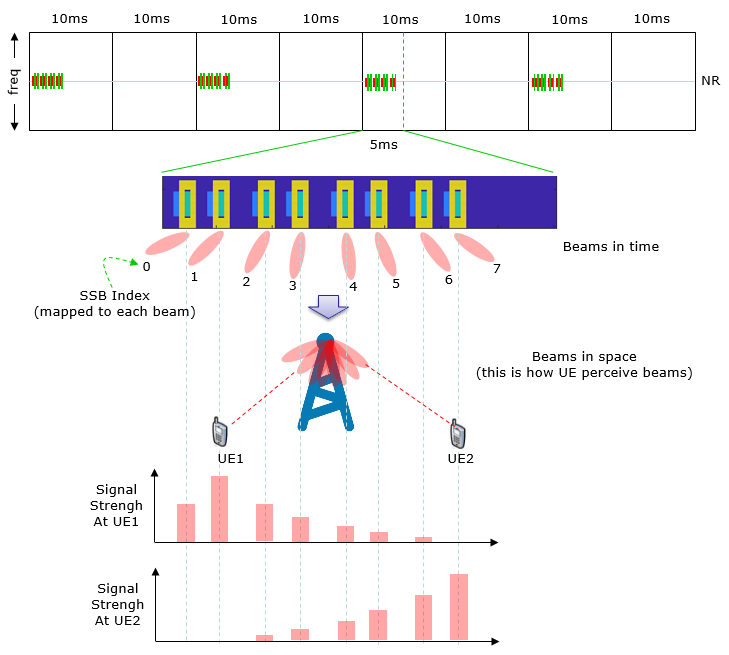 10ms 10ms 10ms 10ms 10ms 10ms 10ms 10ms
freq
NR
5ms
Beams in time
0 1 2 3 4 5 6 7
SSB Index
(mapped to each beam)
Beams in space
(this is how UE perceive beams)
UE1
UE2
Signal
Strengh
At UE1
Signal
Strengh
At UE2